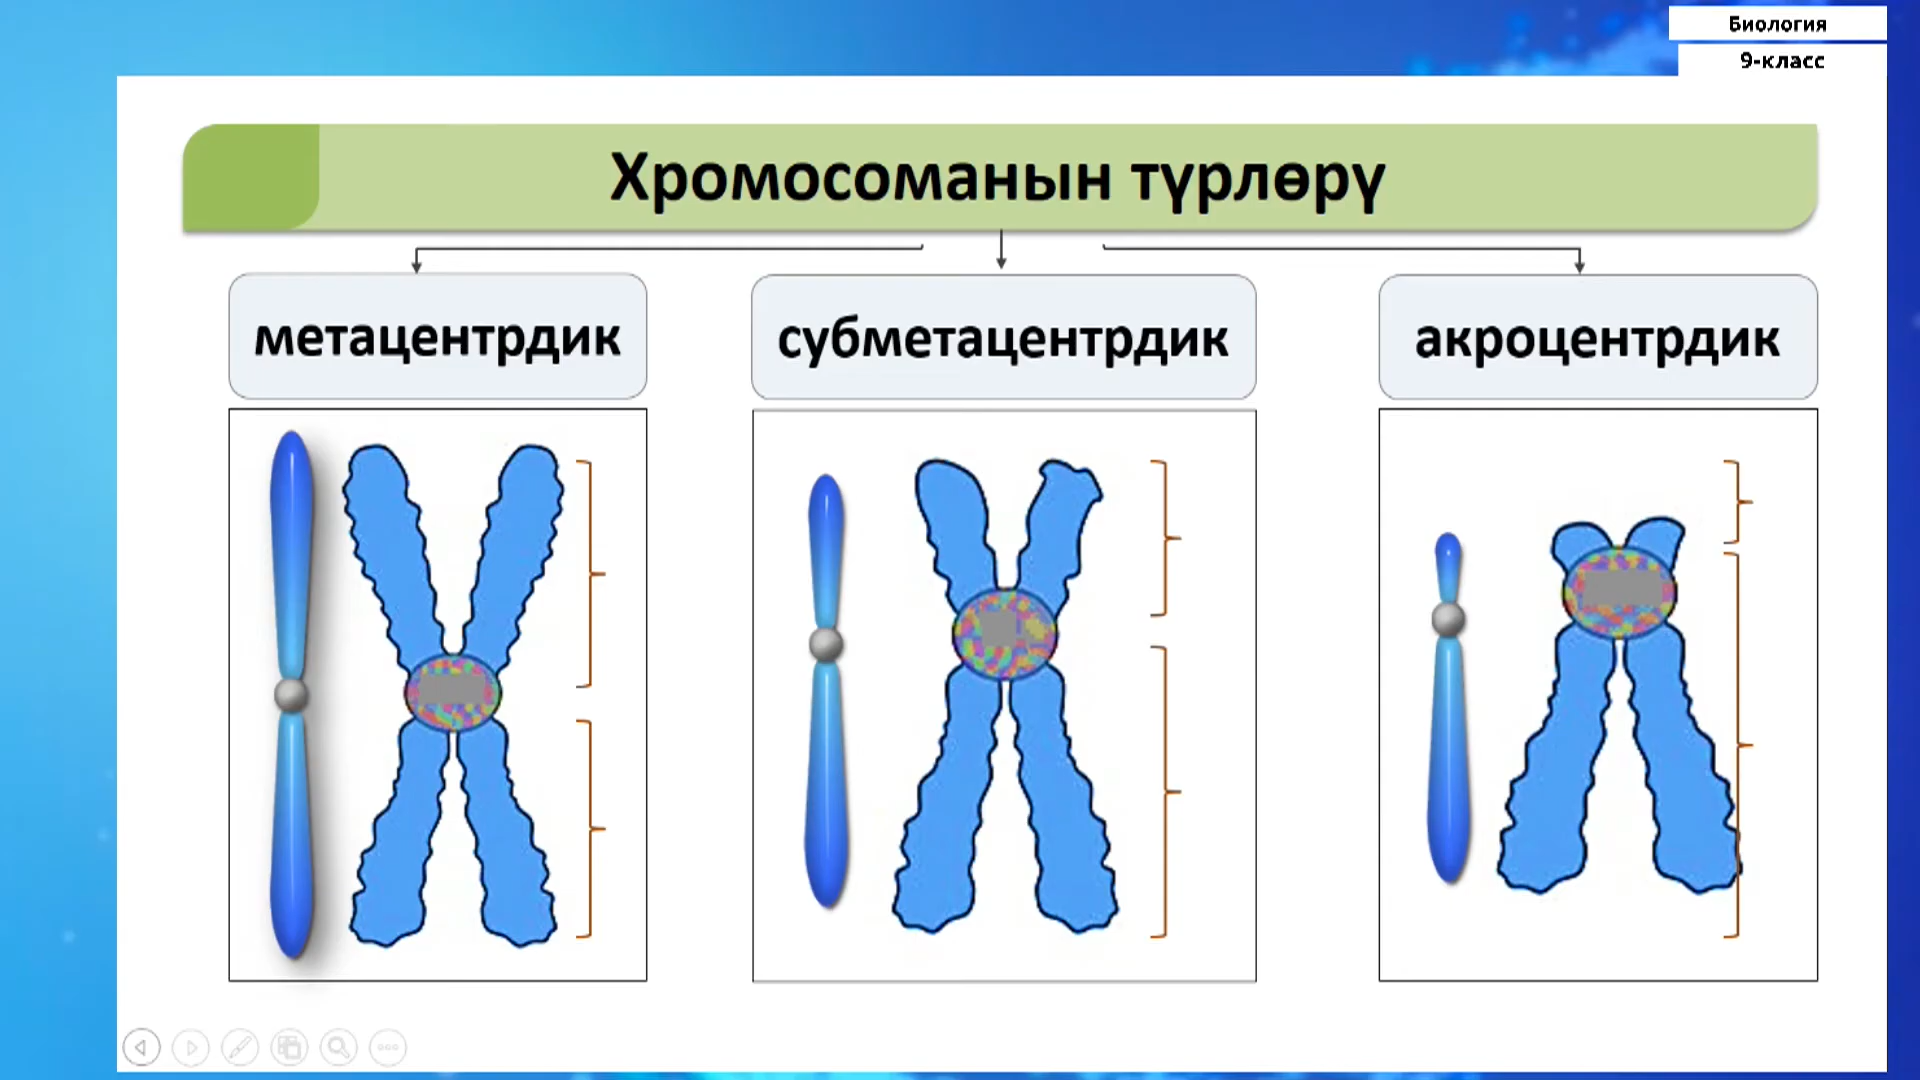 Биология
9-класс
Хромосоманын түрлөрү
метацентрдик
субметацентрдик
акроцентрдик